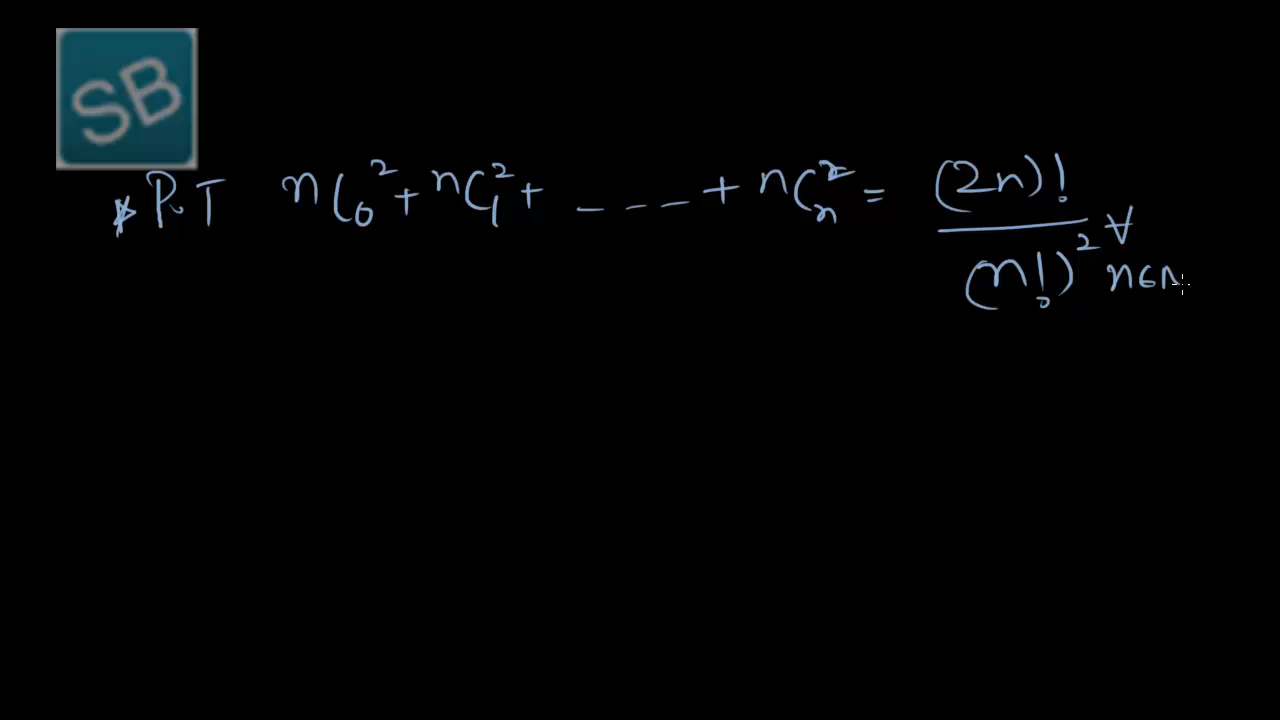 SB
* P.T nC₀² + nC₁² + _ _ _ _ + nCₙ² = (2n)! / (n!)² ∀
n∈N